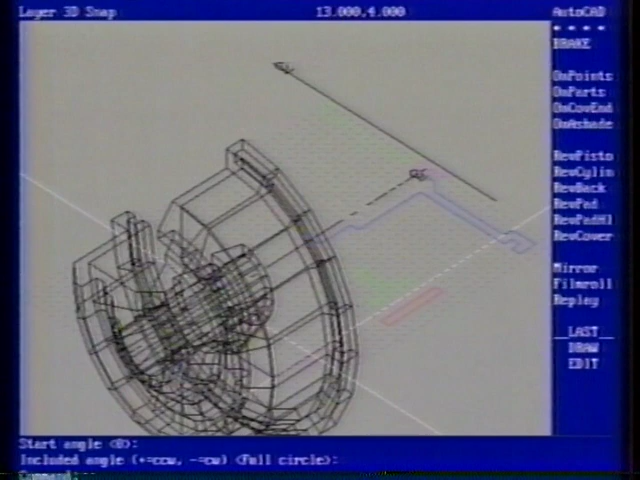 Layer 3D Snap
13.000,4.000
AutoCAD
* * * *
BRAKE
OnPoints
OnParts
OnCovEnd
OnAshade
RevPisto
RevCylin
RevBack
RevPad
RevPadHl
RevCover
Mirror
Filmroll
Replay
__LAST__
DRAW
EDIT
Start angle <0>:
Included angle (+=ccw, -=cw) <Full circle>:
Command: